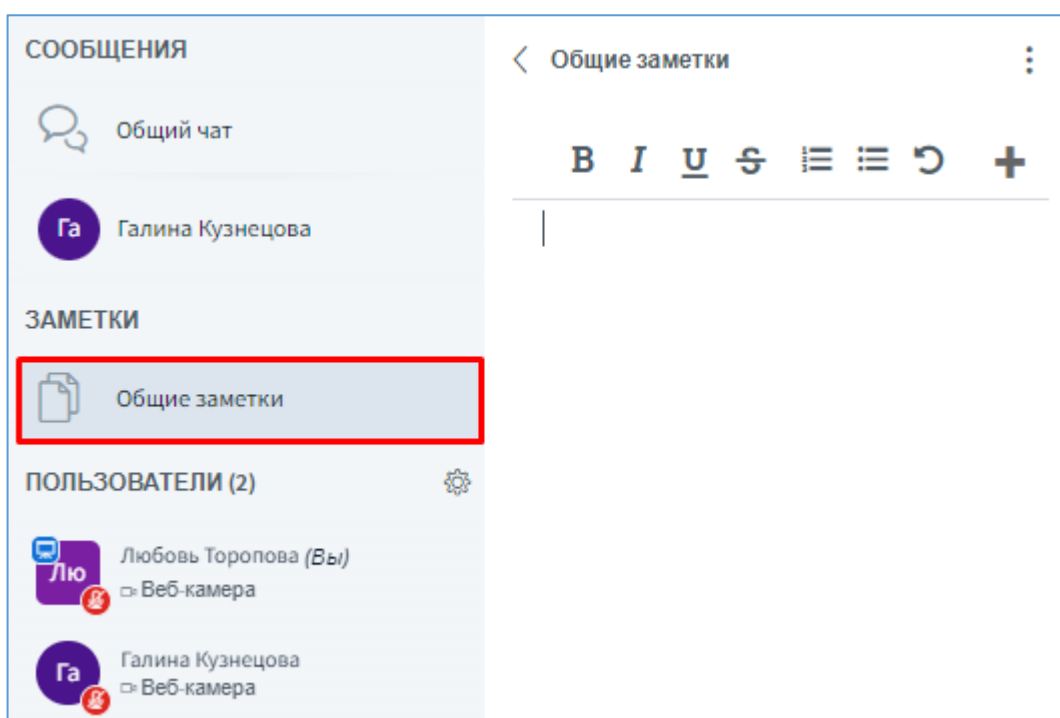 СООБЩЕНИЯ
Общий чат
Га
Галина Кузнецова
ЗАМЕТКИ
Общие заметки
ПОЛЬЗОВАТЕЛИ (2)
Лю
Любовь Торопова (Вы)
Веб-камера
Га
Галина Кузнецова
Веб-камера
Общие заметки
B I U S